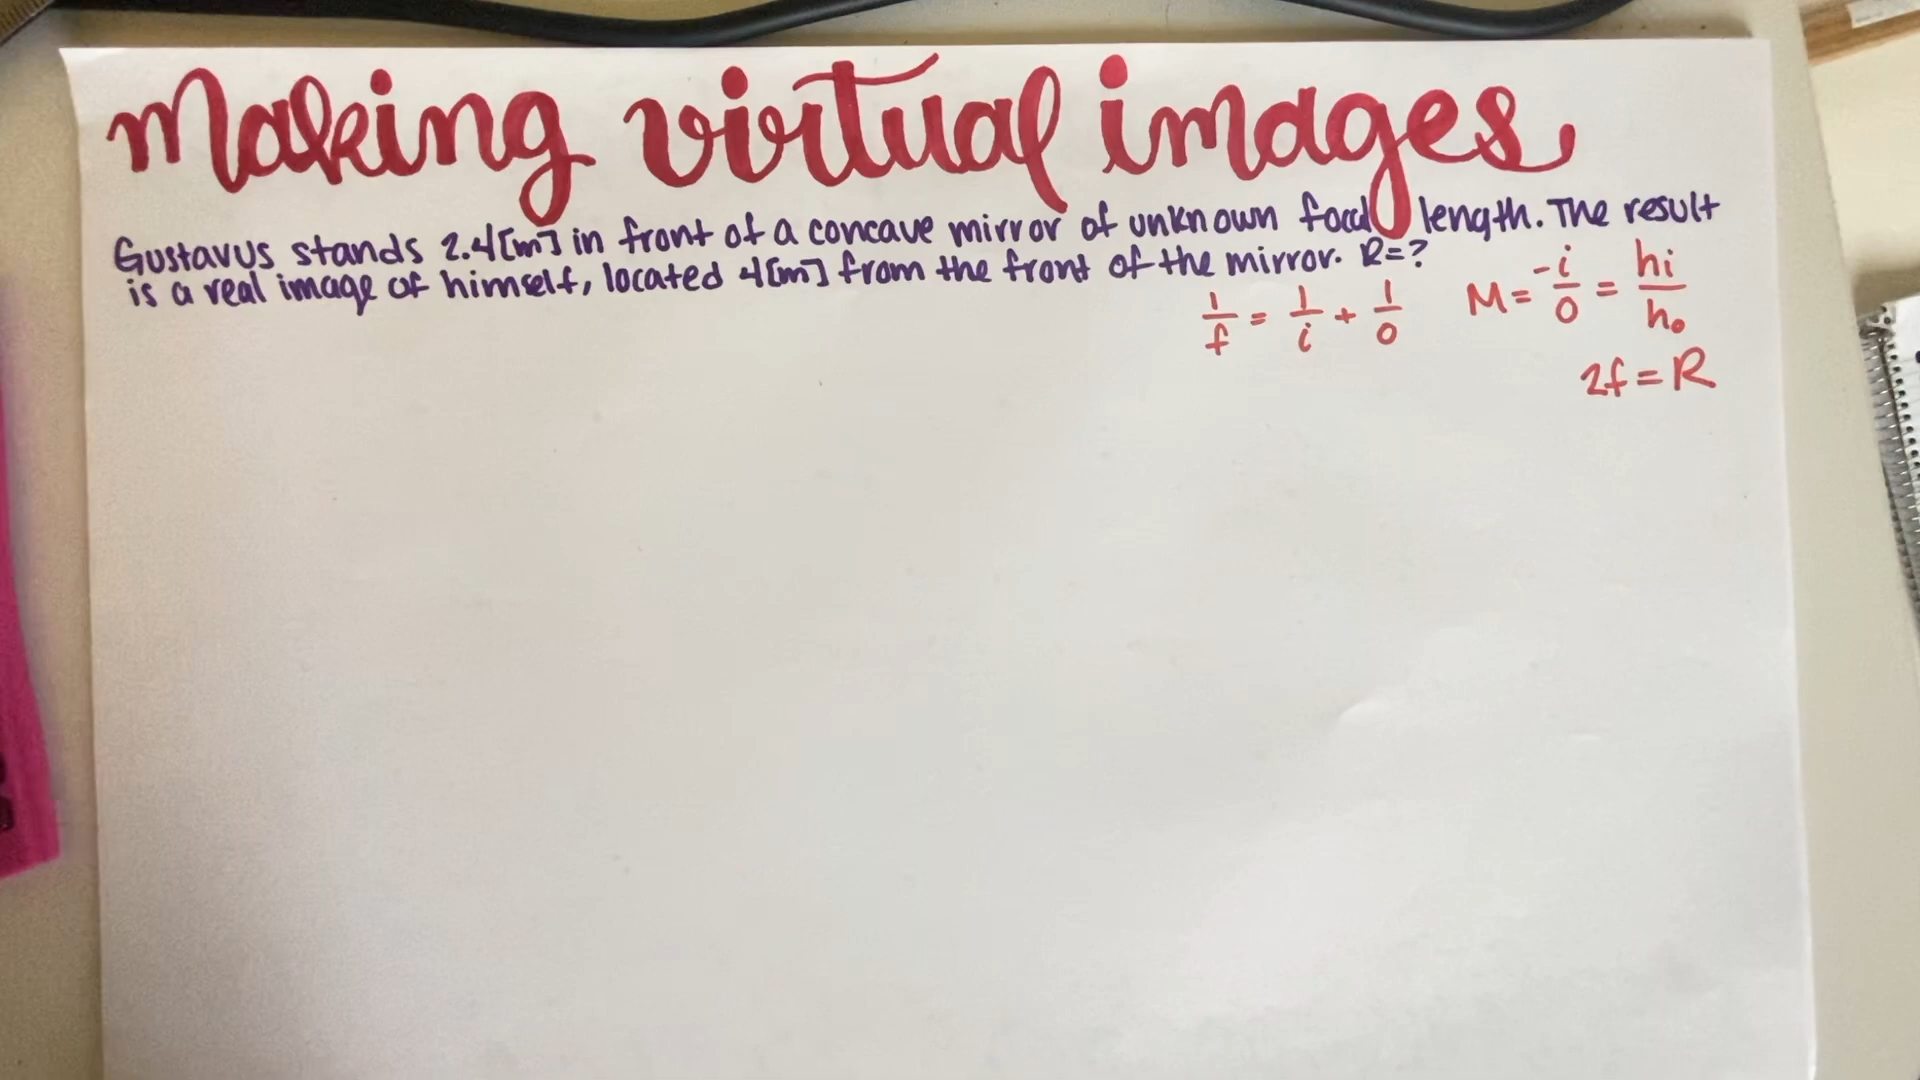 Making virtual images
Gustavus stands 2.4[m] in front of a concave mirror of unknown focal length. The result
is a real image of himself, located 4[m] from the front of the mirror. R=?
1/f = 1/i + 1/o
M = -i/o = hi/ho
2f = R